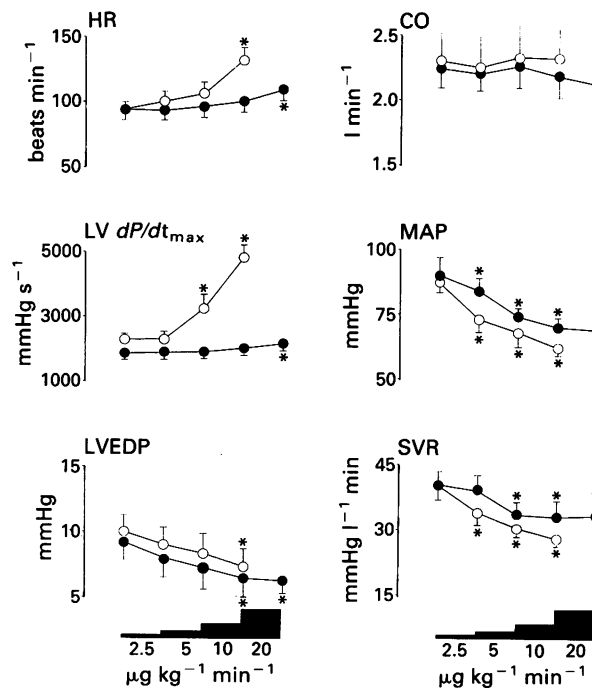 HR
150
100
50
beats min⁻¹
*
*
CO
2.5
2.0
1.5
l min⁻¹
LV dP/dtmax
5000
3000
1000
mmHg s⁻¹
*
*
*
MAP
100
75
50
mmHg
* * *
* * *
LVEDP
15
10
5
mmHg
*
* *
2.5 5 10 20
µg kg⁻¹ min⁻¹
SVR
45
30
15
mmHg l⁻¹ min
* *
* * *
2.5 5 10 20
µg kg⁻¹ min⁻¹